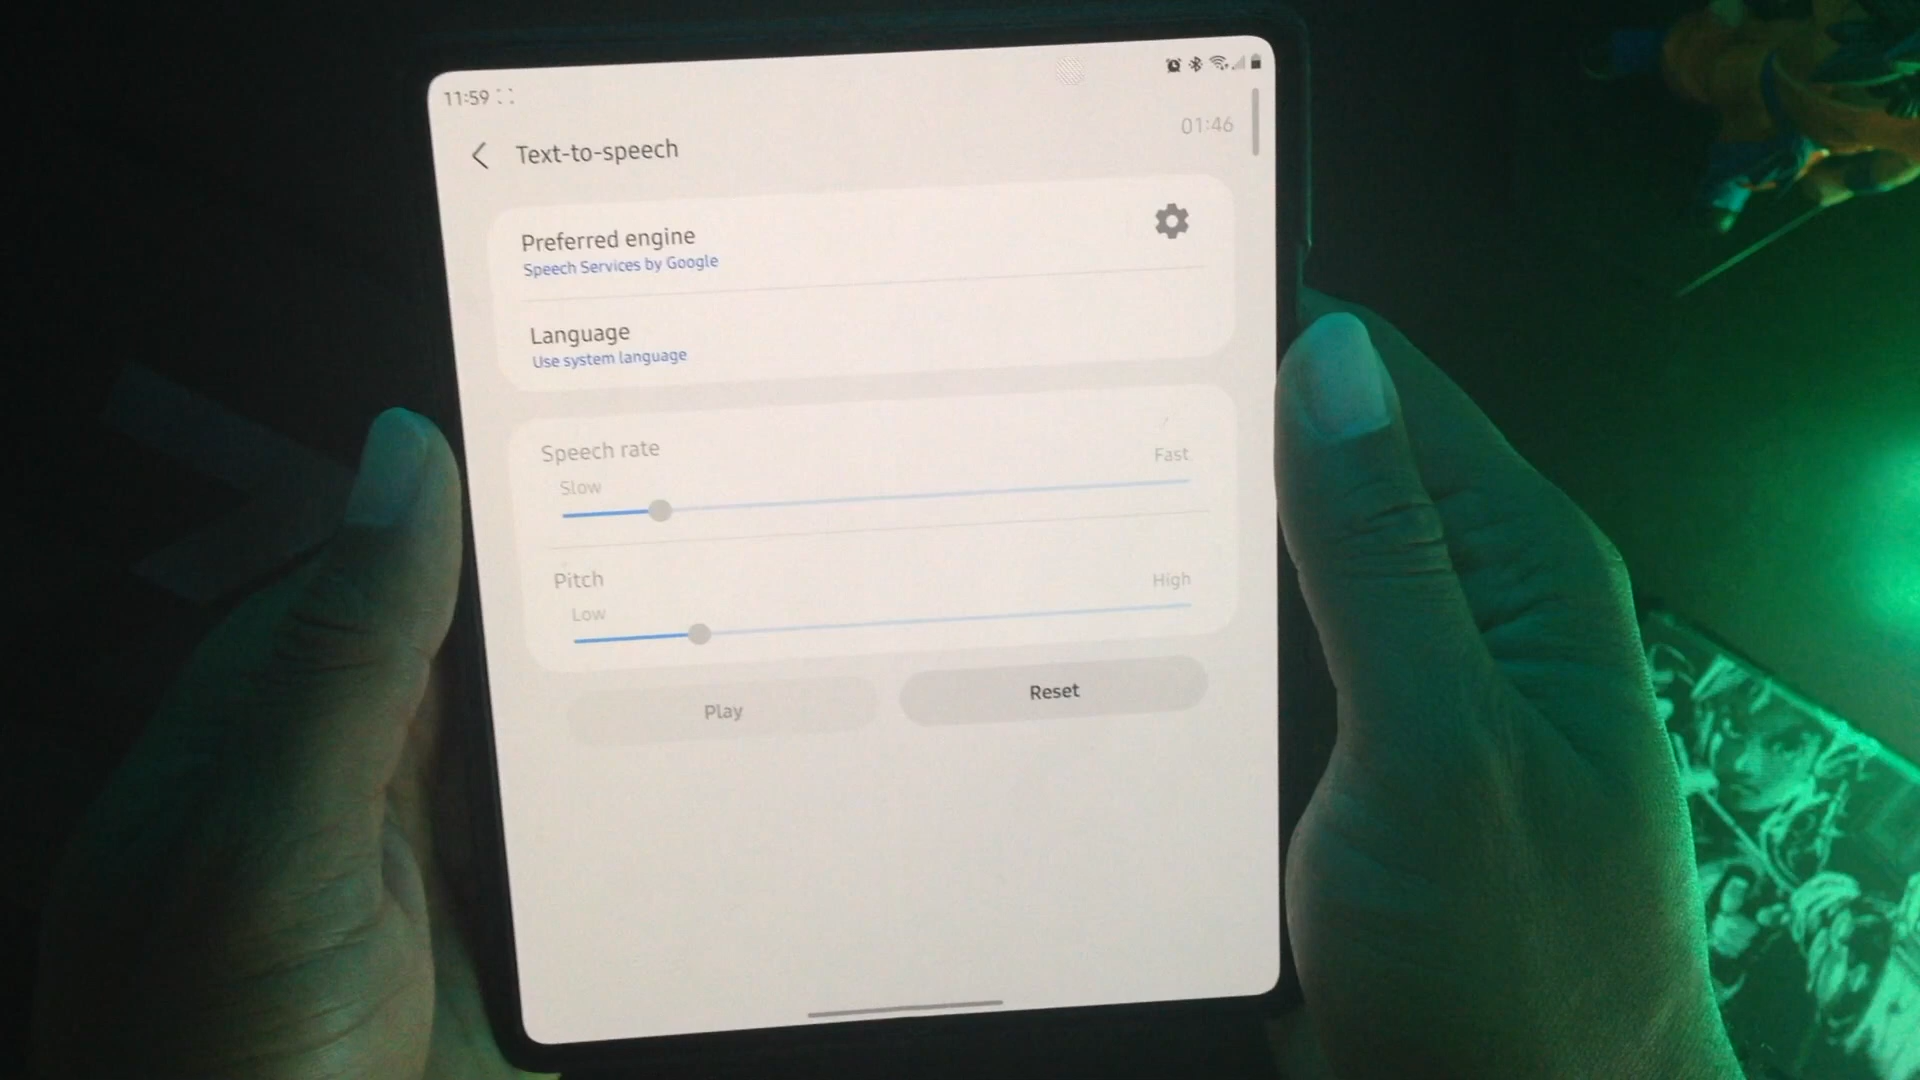 11:59
01:46
Text-to-speech
Preferred engine
Speech Services by Google
Language
Use system language
Speech rate
Slow
Fast
Pitch
Low
High
Play
Reset